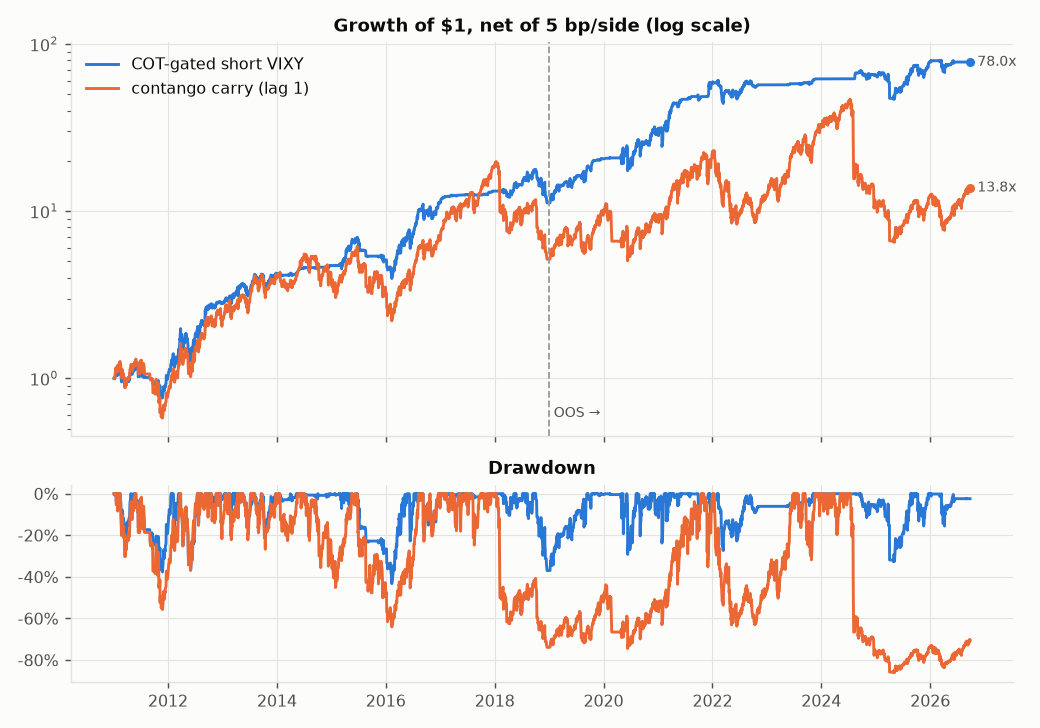 Growth of $1, net of 5 bp/side (log scale)
10²
COT-gated short VIXY
contango carry (lag 1)
78.0x
13.8x
10¹
10⁰
OOS →
Drawdown
0%
-20%
-40%
-60%
-80%
2012 2014 2016 2018 2020 2022 2024 2026